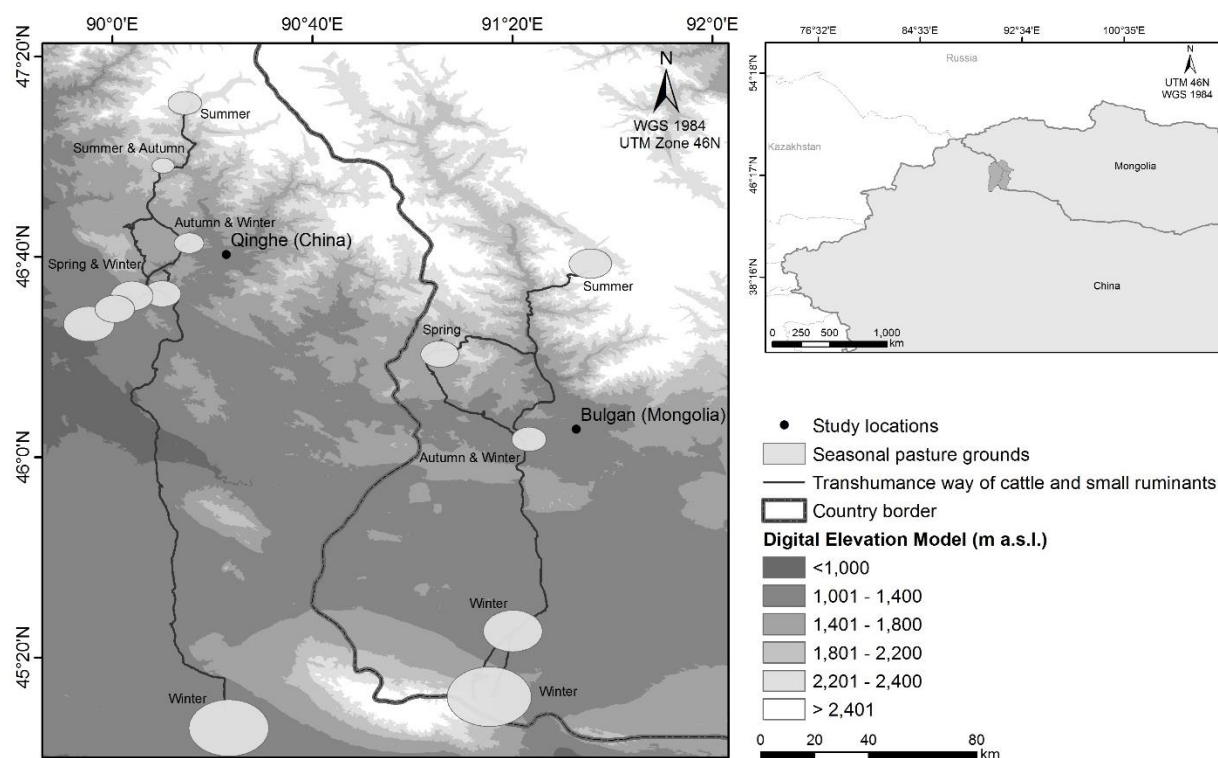 90°0'E 90°40'E 91°20'E 92°0'E
47°20'N
46°40'N
46°0'N
45°20'N
N
WGS 1984
UTM Zone 46N
Summer
Summer & Autumn
Autumn & Winter
Qinghe (China)
Spring & Winter
Summer
Spring
Bulgan (Mongolia)
Autumn & Winter
Winter
Winter
Winter
76°32'E 84°33'E 92°34'E 100°35'E
54°18'N
46°17'N
38°16'N
Russia
N
UTM 46N
WGS 1984
Kazakhstan
Mongolia
China
0 250 500 1,000
km
Study locations
Seasonal pasture grounds
Transhumance way of cattle and small ruminants
Country border
Digital Elevation Model (m a.s.l.)
<1,000
1,001 - 1,400
1,401 - 1,800
1,801 - 2,200
2,201 - 2,400
> 2,401
0 20 40 60 80
km